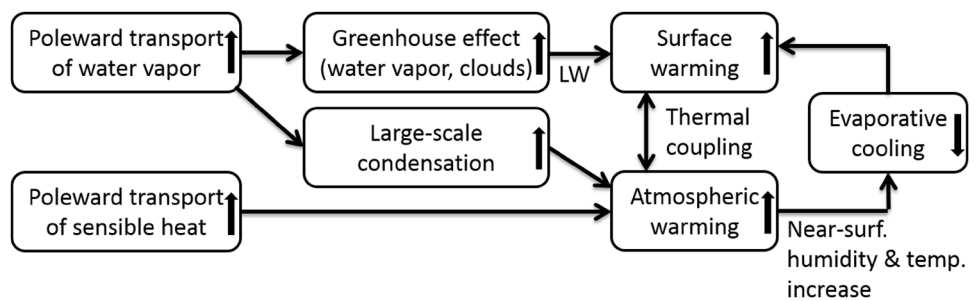 Poleward transport
of water vapor
Greenhouse effect
(water vapor, clouds)
LW
Surface
warming
Large-scale
condensation
Thermal
coupling
Evaporative
cooling
Poleward transport
of sensible heat
Atmospheric
warming
Near-surf.
humidity & temp.
increase